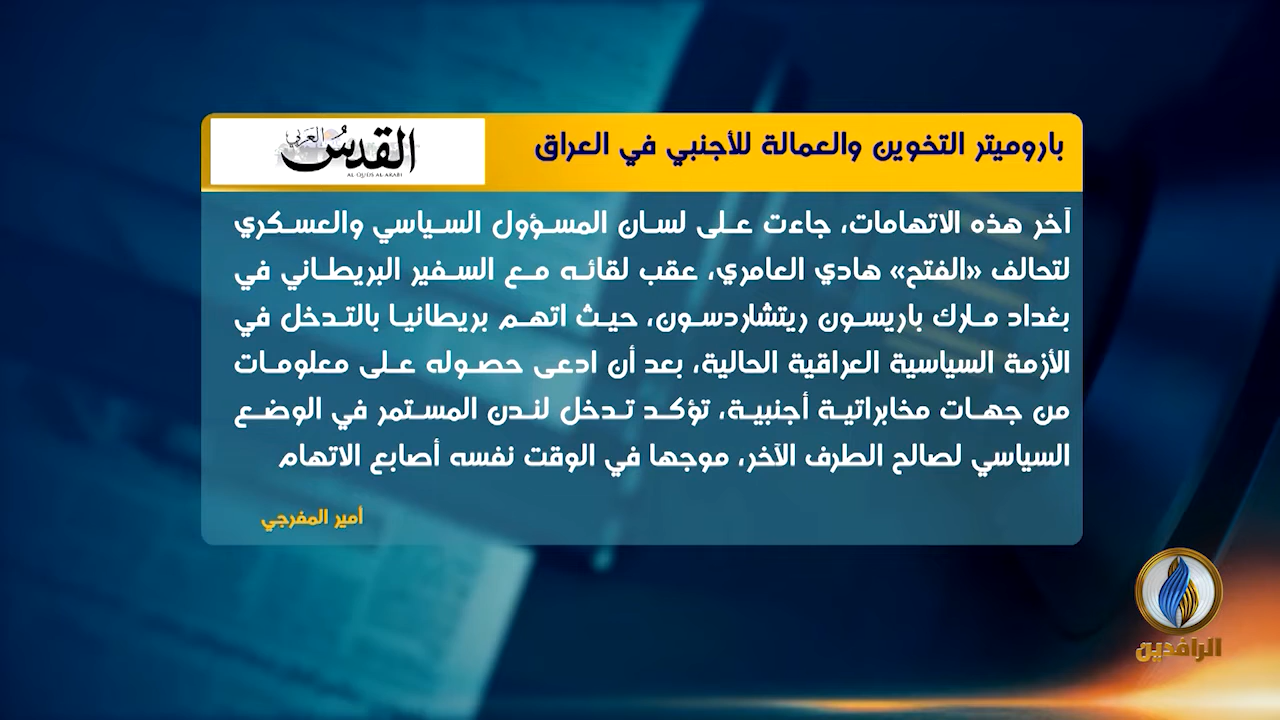 باروميتر التخوين والعمالة للأجنبي في العراق
القدس العربي
AL-QUDS AL-ARABI
آخر هذه الاتهامات، جاءت على لسان المسؤول السياسي والعسكري
لتحالف «الفتح» هادي العامري، عقب لقائه مع السفير البريطاني في
بغداد مارك باريسون ريتشاردسون، حيث اتهم بريطانيا بالتدخل في
الأزمة السياسية العراقية الحالية، بعد أن ادعى حصوله على معلومات
من جهات مخابراتية أجنبية، تؤكد تدخل لندن المستمر في الوضع
السياسي لصالح الطرف الآخر، موجها في الوقت نفسه أصابع الاتهام
أمير المفرجي
الرافدين